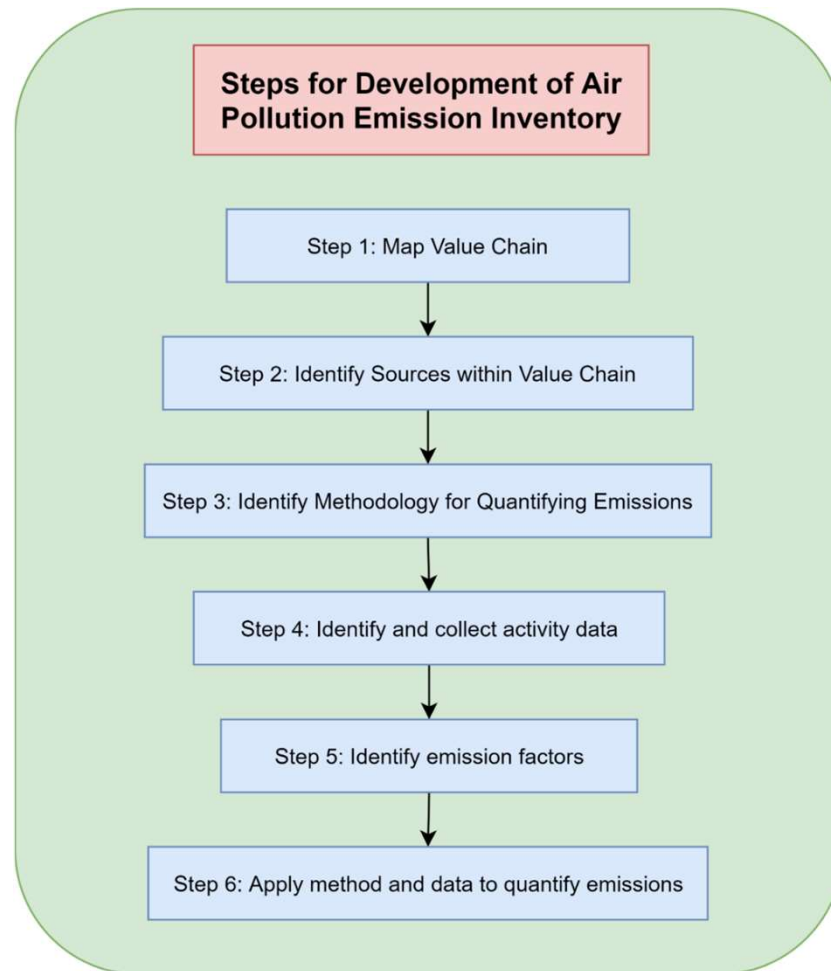 Steps for Development of Air
Pollution Emission Inventory
Step 1: Map Value Chain
Step 2: Identify Sources within Value Chain
Step 3: Identify Methodology for Quantifying Emissions
Step 4: Identify and collect activity data
Step 5: Identify emission factors
Step 6: Apply method and data to quantify emissions